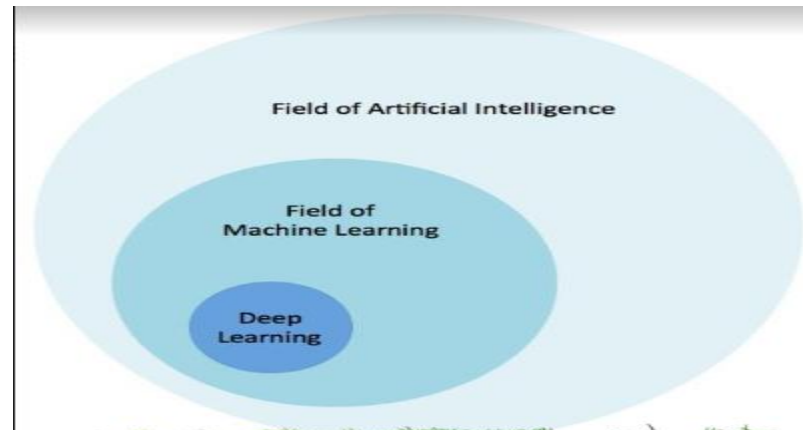 Field of Artificial Intelligence
Field of
Machine Learning
Deep
Learning